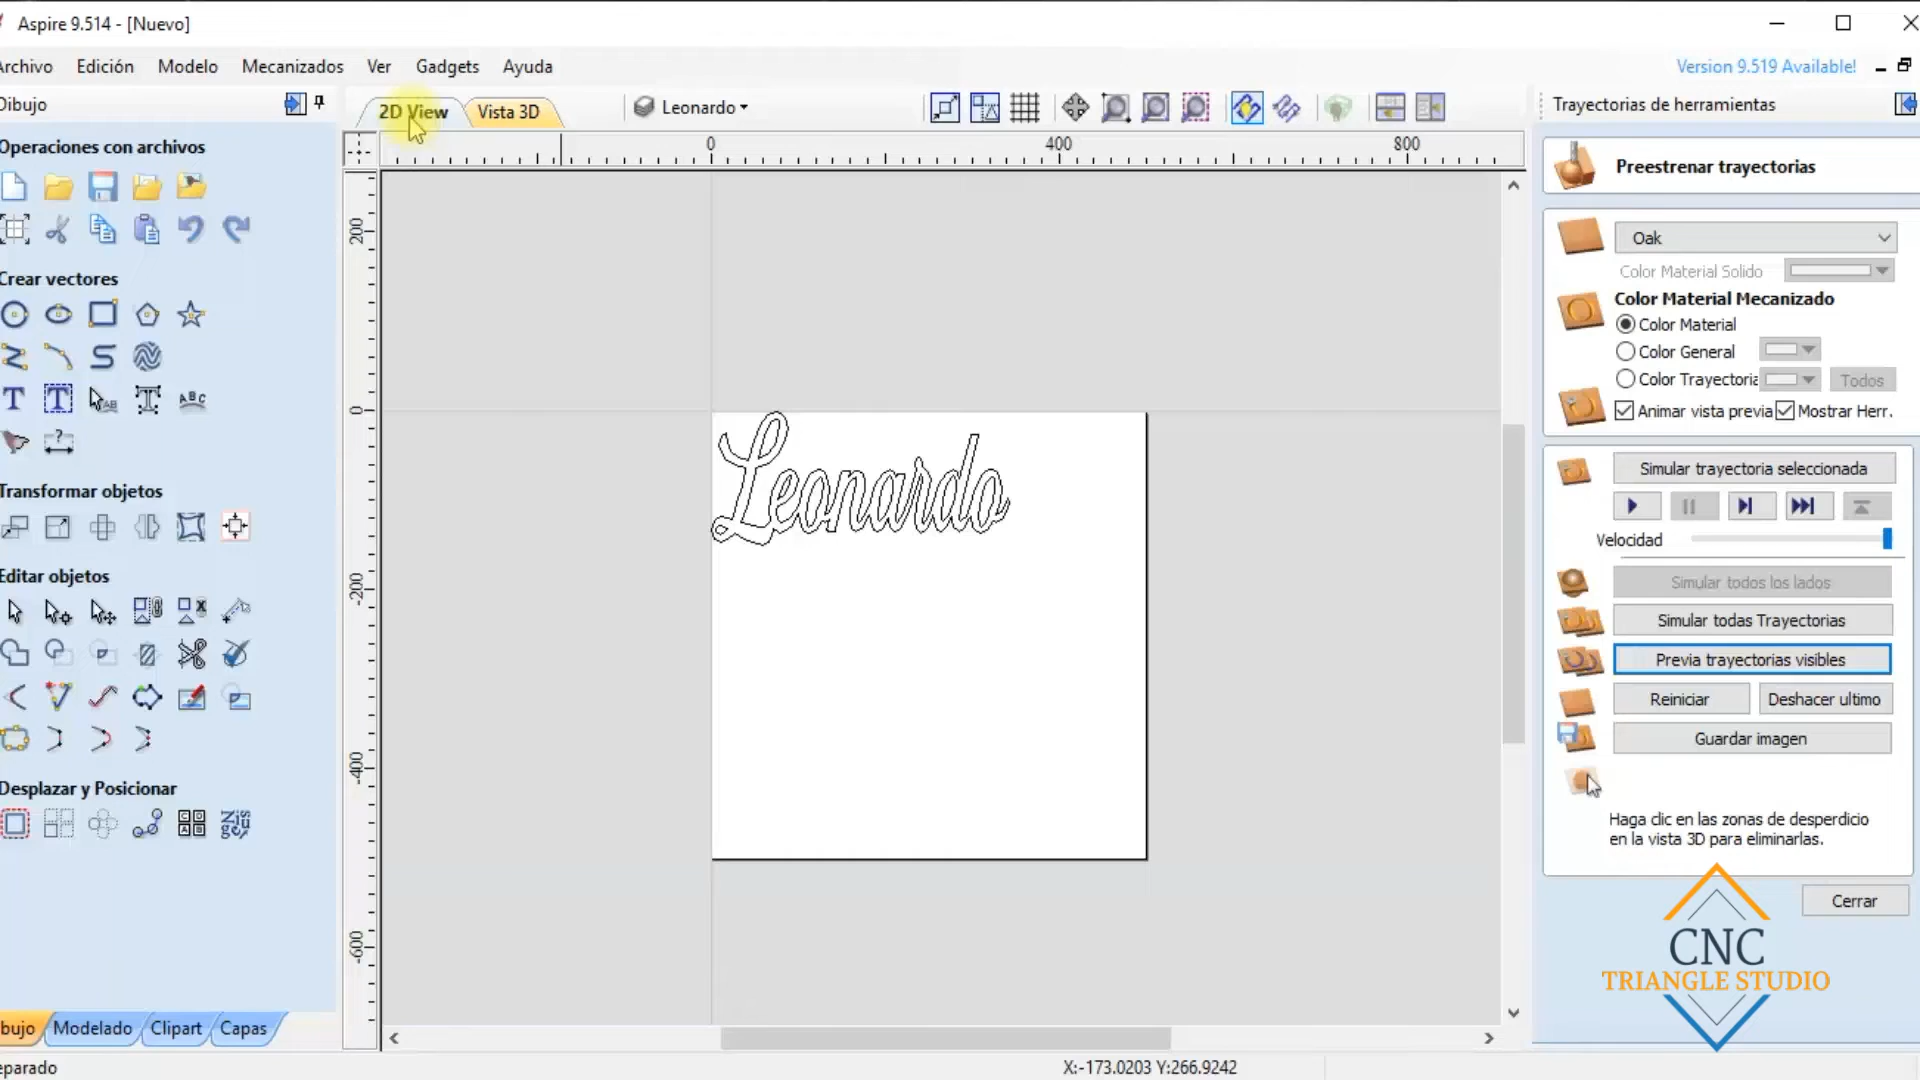 Aspire 9.514 - [Nuevo]
Archivo Edición Modelo Mecanizados Ver Gadgets Ayuda
Version 9.519 Available!
Dibujo
2D View
Vista 3D
Leonardo
Trayectorias de herramientas
0 400 800
200
0
-200
-400
-600
Operaciones con archivos
Crear vectores
Transformar objetos
Editar objetos
Desplazar y Posicionar
Leonardo
Preestrenar trayectorias
Oak
Color Material Solido
Color Material Mecanizado
Color Material
Color General
Color Trayectoria
Todos
Animar vista previa
Mostrar Herr.
Simular trayectoria seleccionada
Velocidad
Simular todos los lados
Simular todas Trayectorias
Previa trayectorias visibles
Reiniciar
Deshacer ultimo
Guardar imagen
Haga clic en las zonas de desperdicio
en la vista 3D para eliminarlas.
Cerrar
CNC
TRIANGLE STUDIO
bujo Modelado Clipart Capas
eparado
X:-173.0203 Y:266.9242